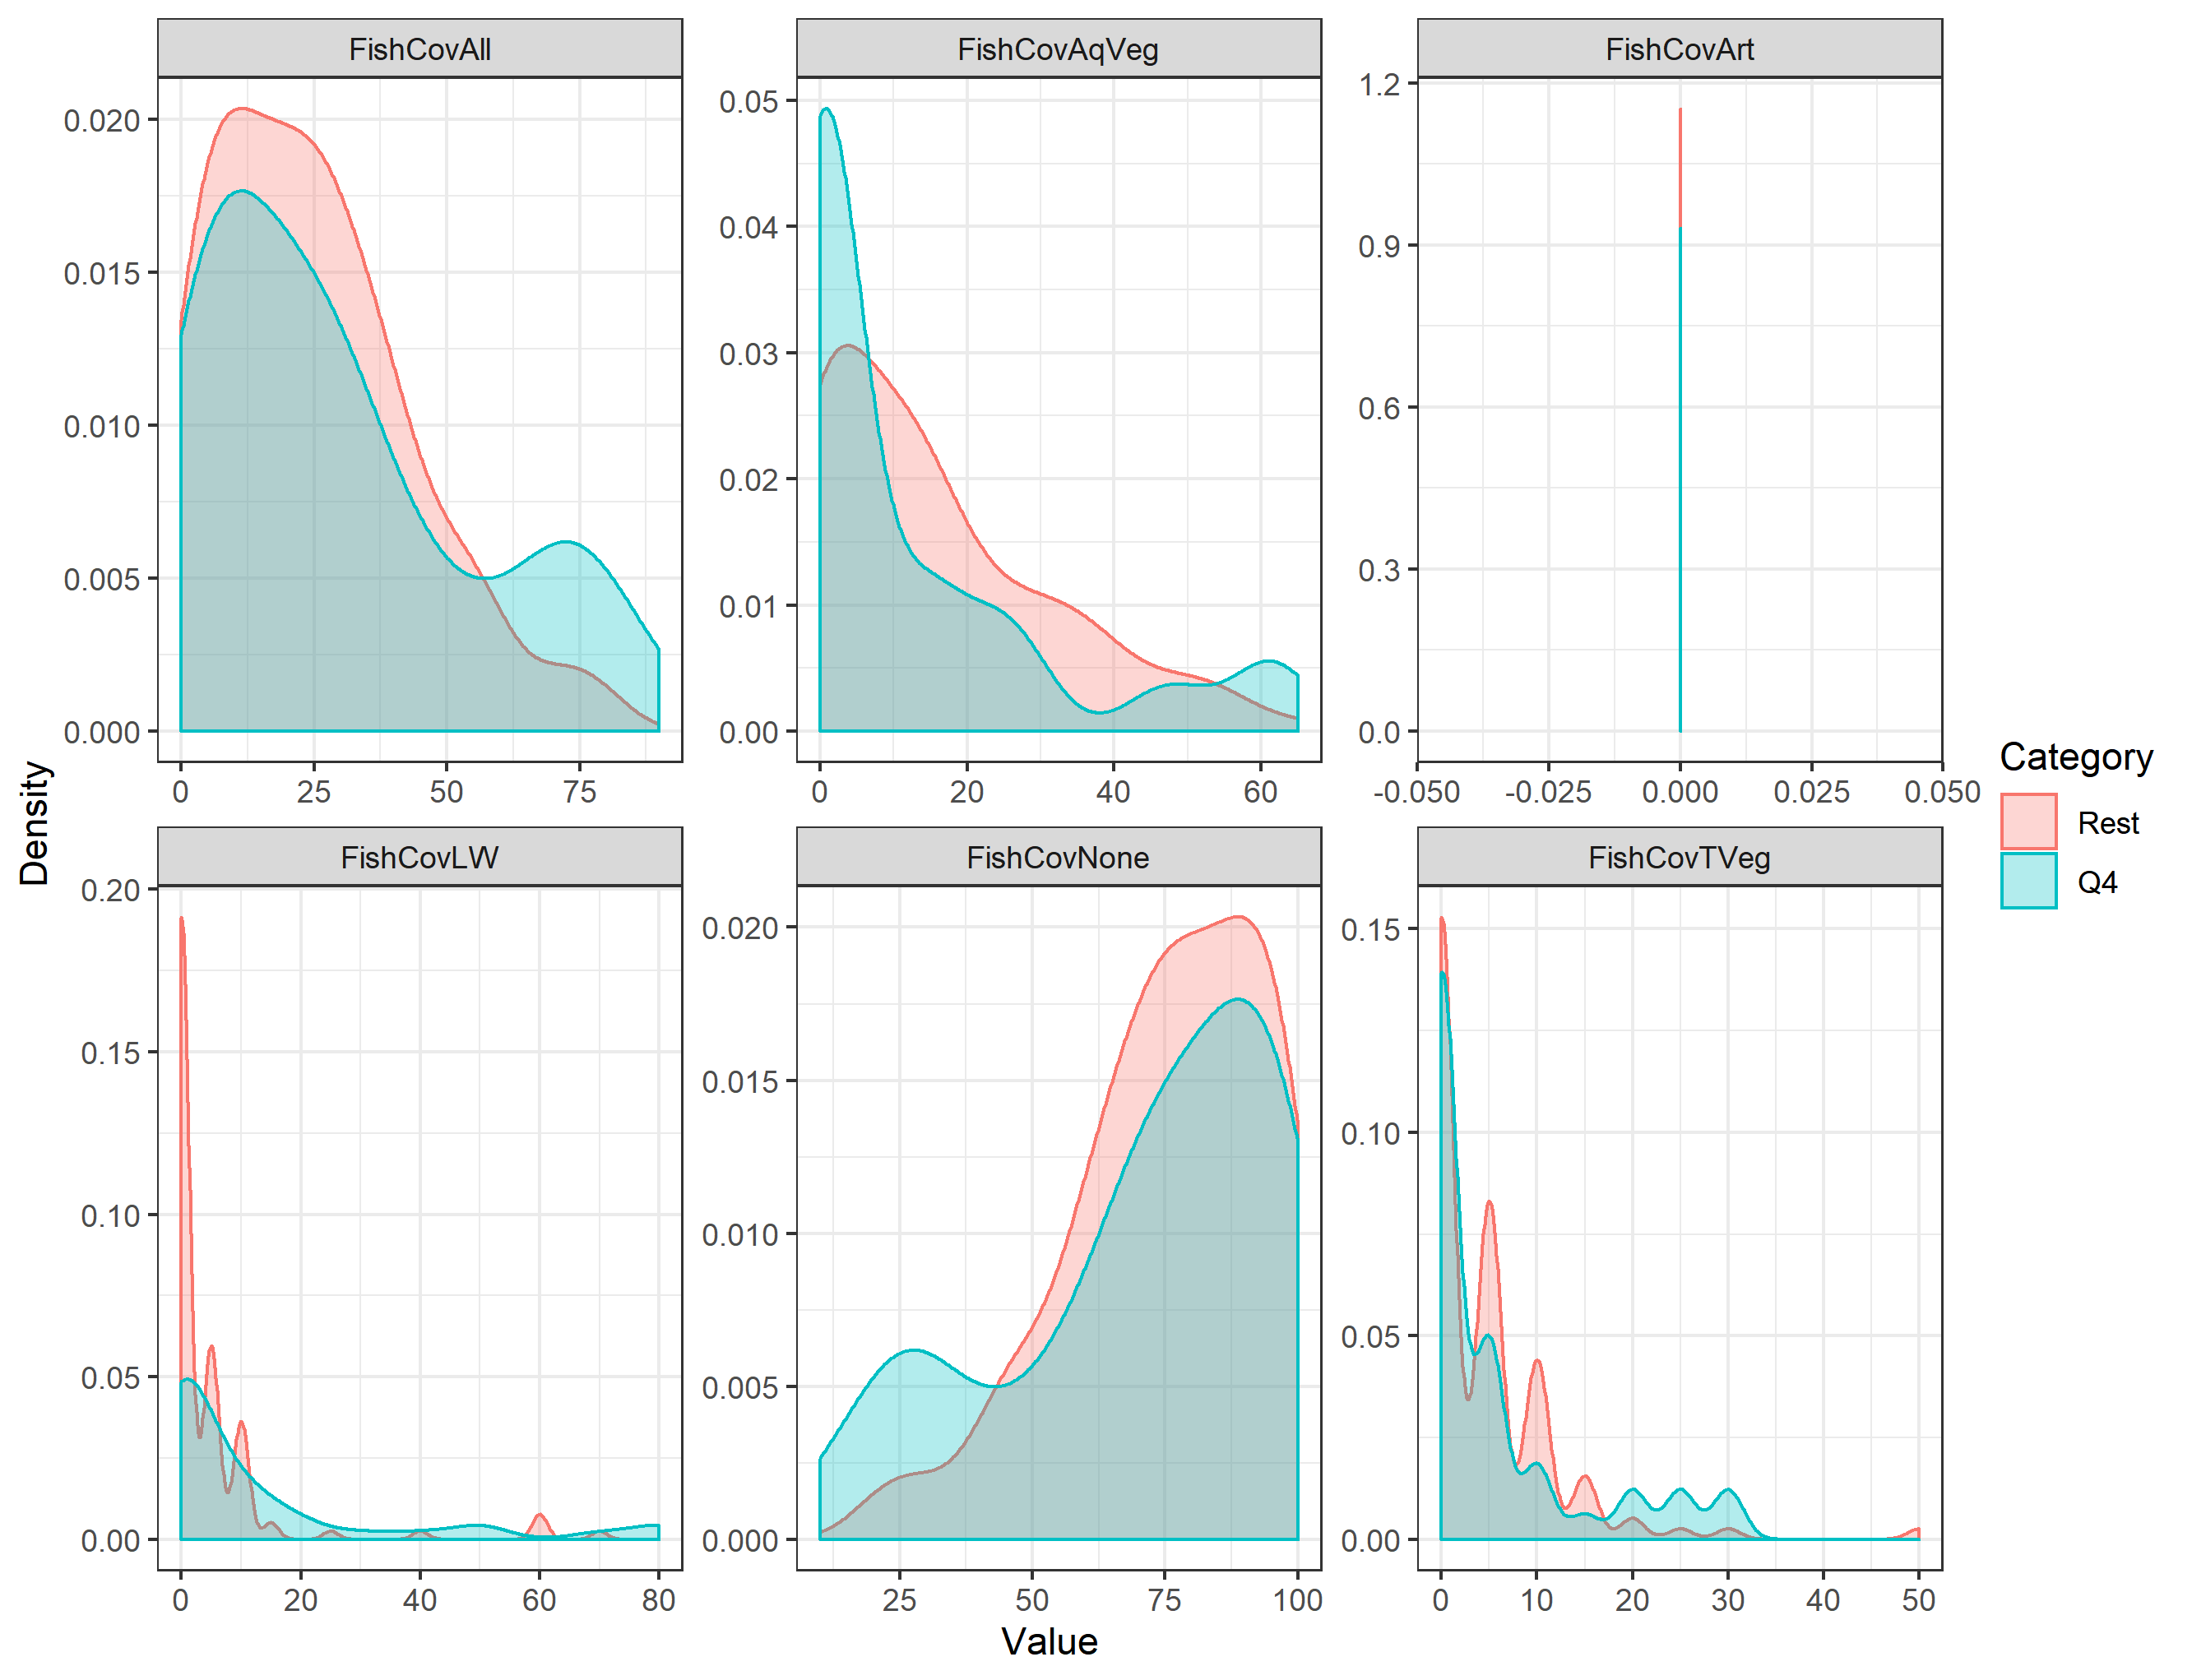 FishCovAll FishCovAqVeg FishCovArt
0.020
0.015
0.010
0.005
0.000
0 25 50 75
0.05
0.04
0.03
0.02
0.01
0.00
0 20 40 60
1.2
0.9
0.6
0.3
0.0
-0.050 -0.025 0.000 0.025 0.050
Density
FishCovLW FishCovNone FishCovTVeg
0.20
0.15
0.10
0.05
0.00
0 20 40 60 80
0.020
0.015
0.010
0.005
0.000
25 50 75 100
0.15
0.10
0.05
0.00
0 10 20 30 40 50
Value
Category
Rest
Q4